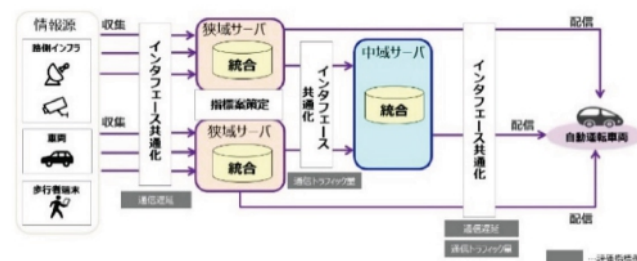 情報源
収集
路側インフラ
車両
歩行者端末
収集
インタフェース共通化
通信遅延
狭域サーバ
統合
指標案策定
狭域サーバ
統合
インタフェース
共通化
通信トラフィック量
中域サーバ
統合
インタフェース共通化
通信遅延
通信トラフィック量
配信
配信
自動運転車両
配信